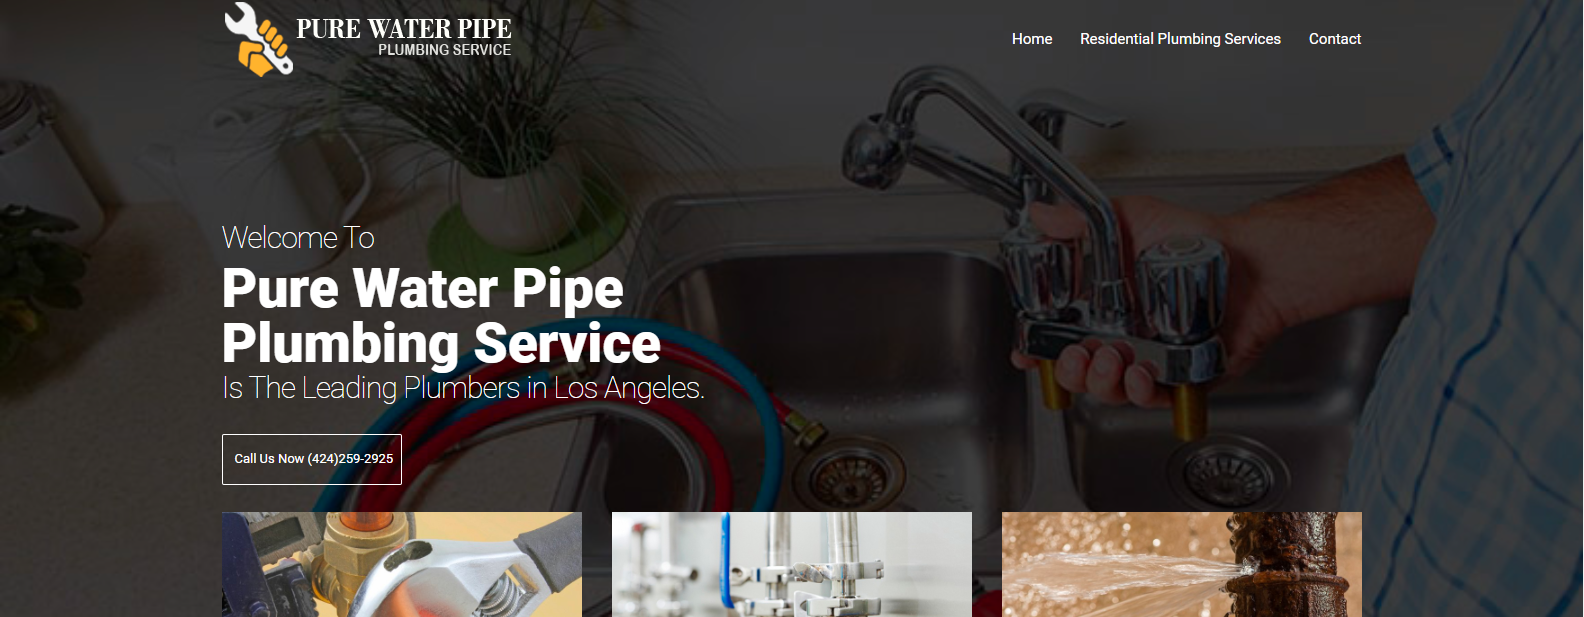 PURE WATER PIPE
PLUMBING SERVICE
Home
Residential Plumbing Services
Contact
Welcome To
Pure Water Pipe
Plumbing Service
Is The Leading Plumbers in Los Angeles.
Call Us Now (424)259-2925